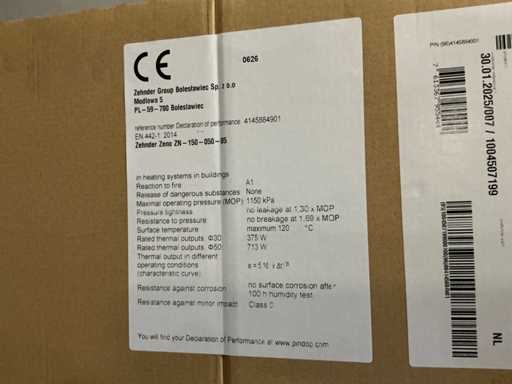 CE
0626
Zehnder Group Bolesławiec Sp. z o.o
Modłowa 5
PL-59-700 Bolesławiec
reference number Declaration of performance: 4145884901
EN 442-1: 2014
Zehnder Zeno ZN-150-050-05
in heating systems in buildings
Reaction to fire A1
Release of dangerous substances: None
Maximal operating pressure (MOP) 1150 kPa
Pressure tightness: no leakage at 1,30 x MOP
Resistance to pressure: no breakage at 1,69 x MOP
Surface temperature maximum 120 °C
Rated thermal outputs Φ30: 375 W
Rated thermal outputs Φ50: 713 W
Thermal output in different
operating conditions
(characteristic curve):
Resistance against corrosion: no surface corrosion after
100 h humidity test
Resistance against minor impact: Class 0
You will find your Declaration of Performance at www.pindop.com
30.01.2025/007 / 1004507199
NL